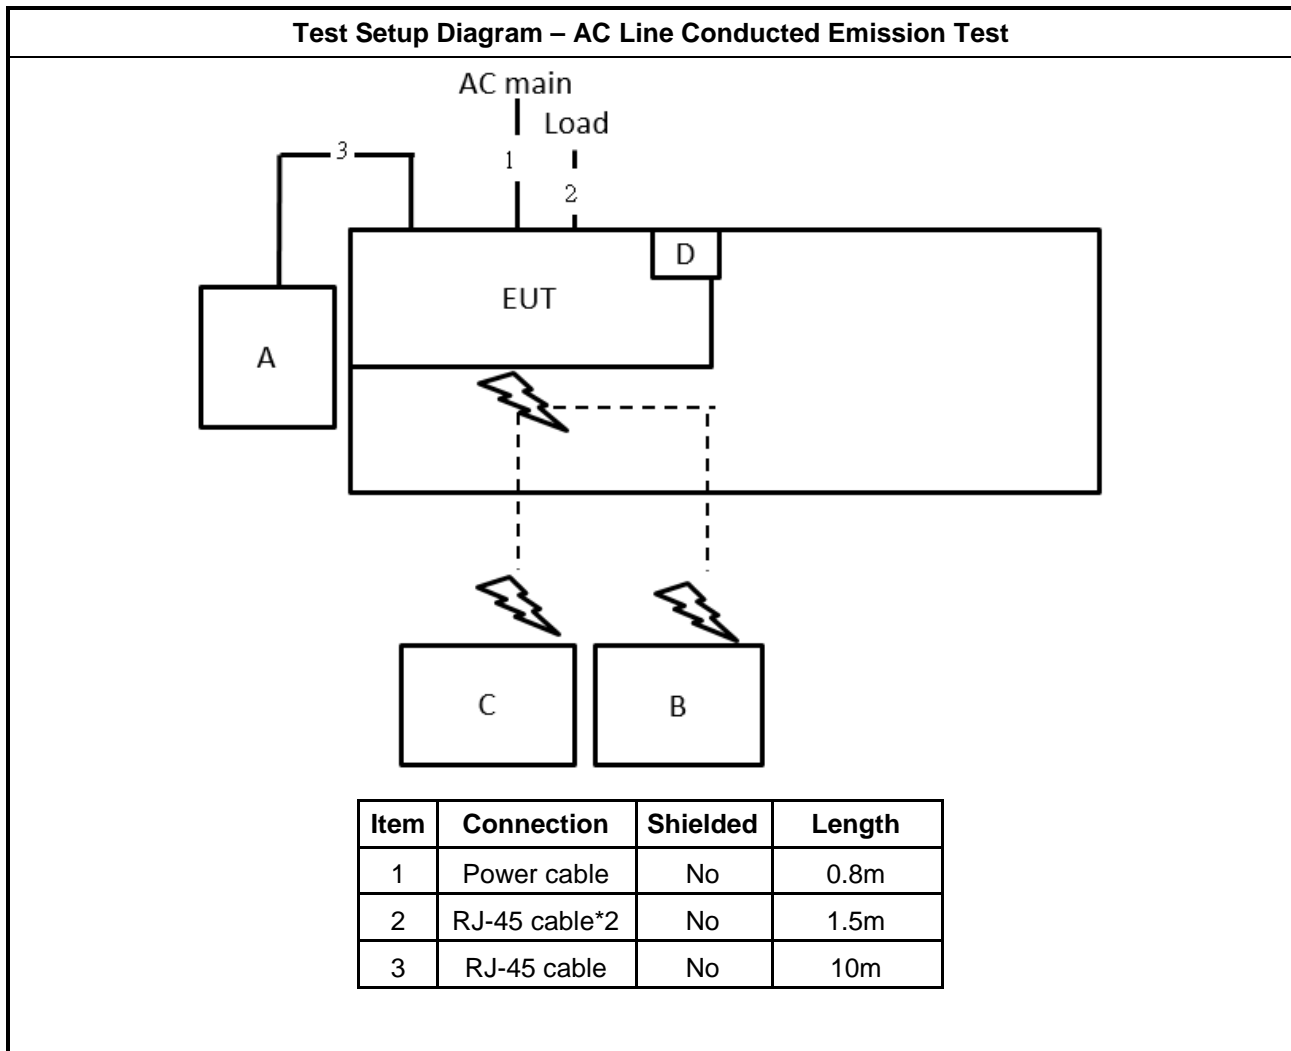 Test Setup Diagram – AC Line Conducted Emission Test
AC main
Load
3
1
2
D
EUT
A
C
B
Item Connection Shielded Length
1 Power cable No 0.8m
2 RJ-45 cable*2 No 1.5m
3 RJ-45 cable No 10m